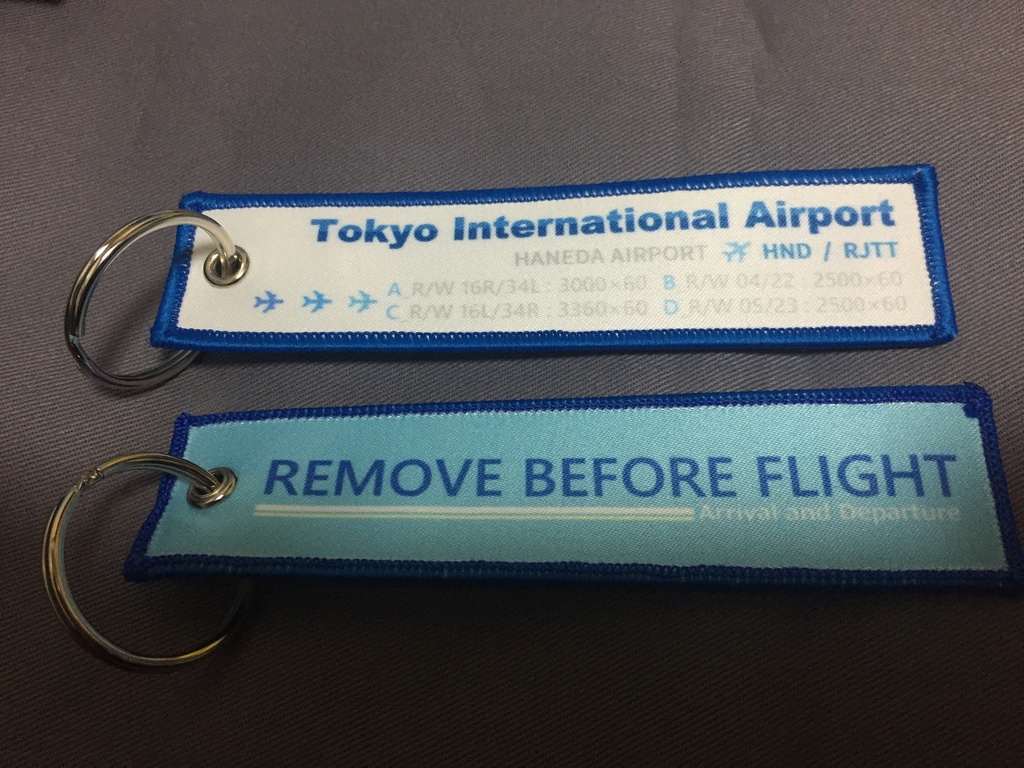 Tokyo International Airport
HANEDA AIRPORT HND / RJTT
A R/W 16R/34L : 3000×60 B R/W 04/22 : 2500×60
C R/W 16L/34R : 3360×60 D R/W 05/23 : 2500×60
REMOVE BEFORE FLIGHT
Arrival and Departure